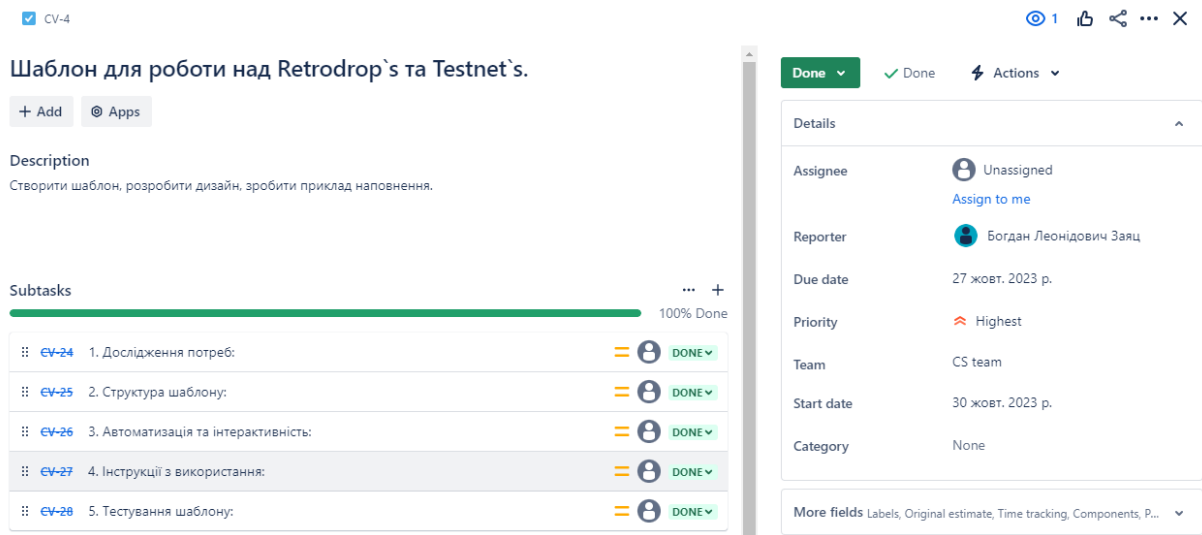 CV-4
1
Шаблон для роботи над Retrodrop`s та Testnet`s.
+ Add
Apps
Description
Створити шаблон, розробити дизайн, зробити приклад наповнення.
Subtasks
100% Done
CV-24 1. Дослідження потреб: DONE
CV-25 2. Структура шаблону: DONE
CV-26 3. Автоматизація та інтерактивність: DONE
CV-27 4. Інструкції з використання: DONE
CV-28 5. Тестування шаблону: DONE
Done
Done
Actions
Details
Assignee Unassigned
Assign to me
Reporter Богдан Леонідович Заяц
Due date 27 жовт. 2023 р.
Priority Highest
Team CS team
Start date 30 жовт. 2023 р.
Category None
More fields Labels, Original estimate, Time tracking, Components, P...